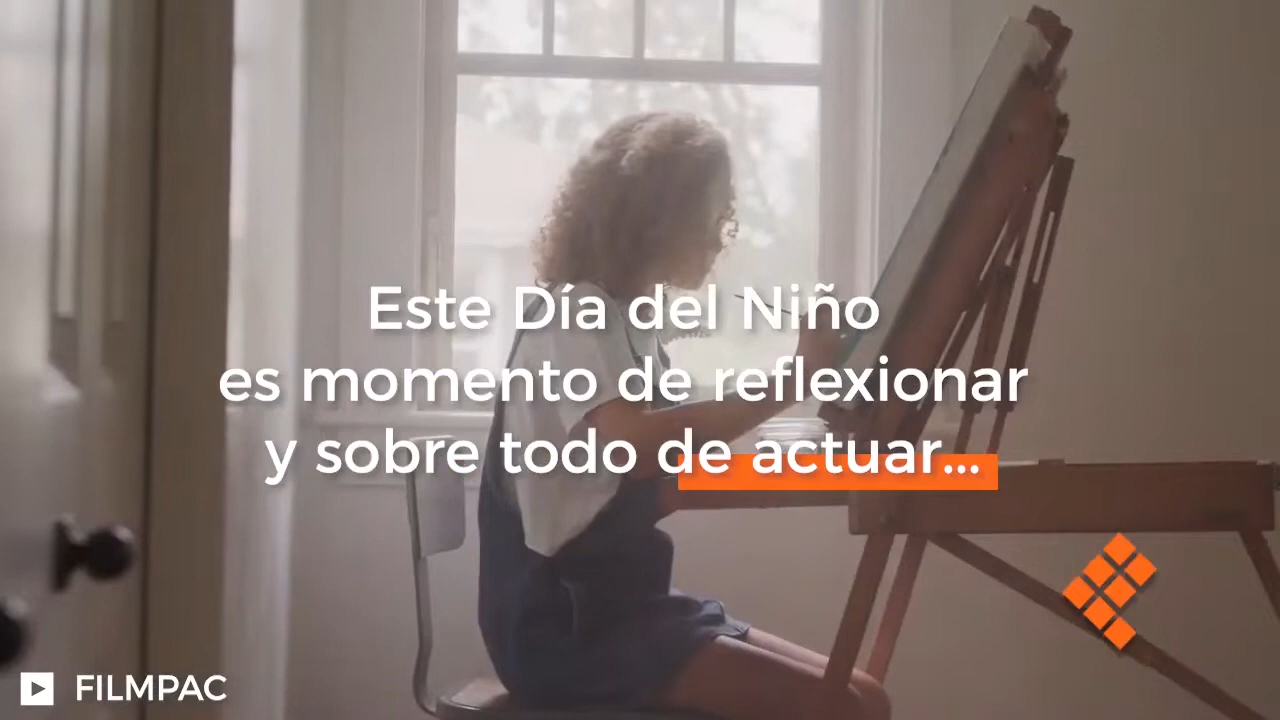 Este Día del Niño
es momento de reflexionar
y sobre todo de actuar...
FILMPAC